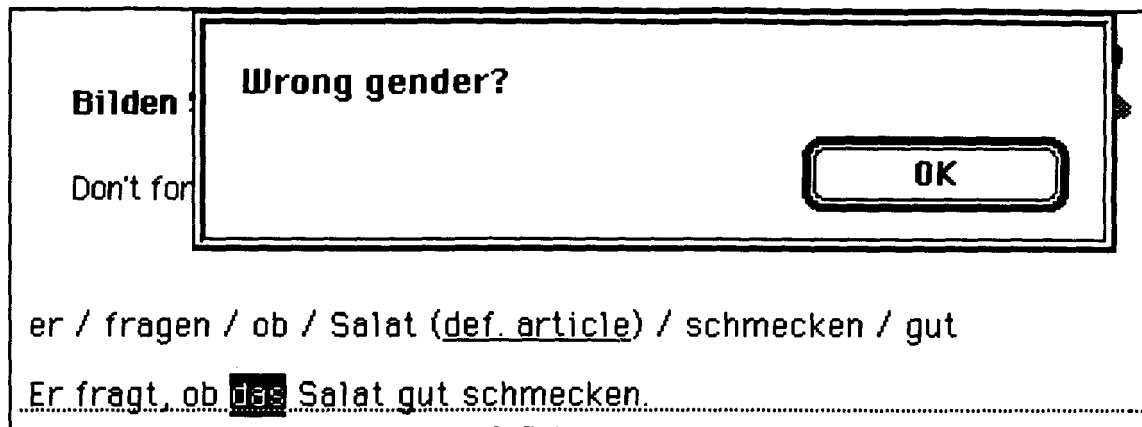 Wrong gender?
Bilden
OK
Don't for
er / fragen / ob / Salat (def. article) / schmecken / gut
Er fragt, ob das Salat gut schmecken.